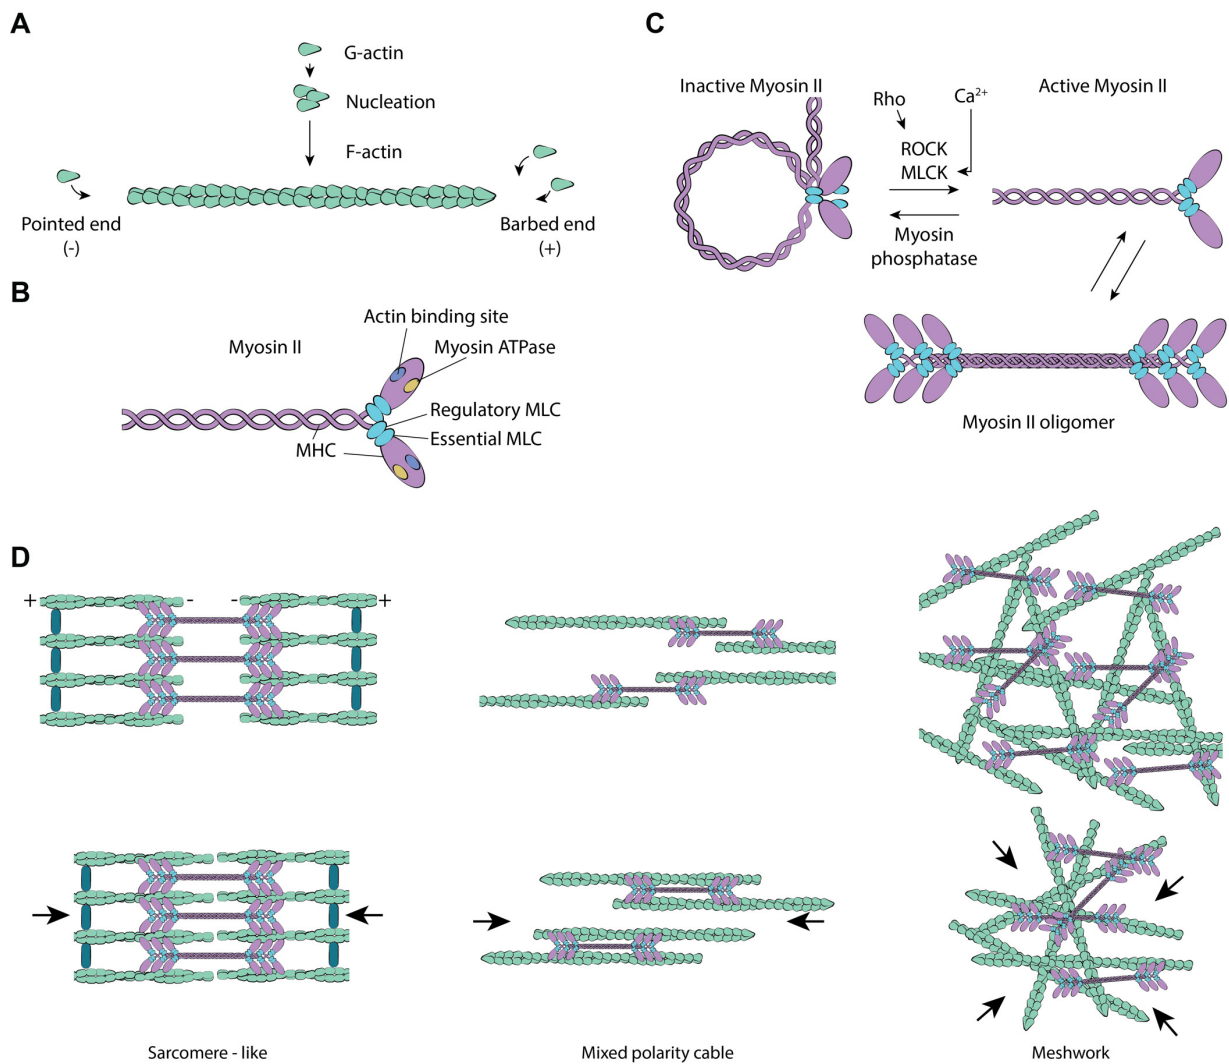 A
G-actin
Nucleation
F-actin
Pointed end
(-)
Barbed end
(+)
B
Myosin II
Actin binding site
Myosin ATPase
Regulatory MLC
Essential MLC
MHC
C
Inactive Myosin II
Rho
Ca²⁺
ROCK
MLCK
Myosin
phosphatase
Active Myosin II
Myosin II oligomer
D
+ - - +
Sarcomere - like
Mixed polarity cable
Meshwork